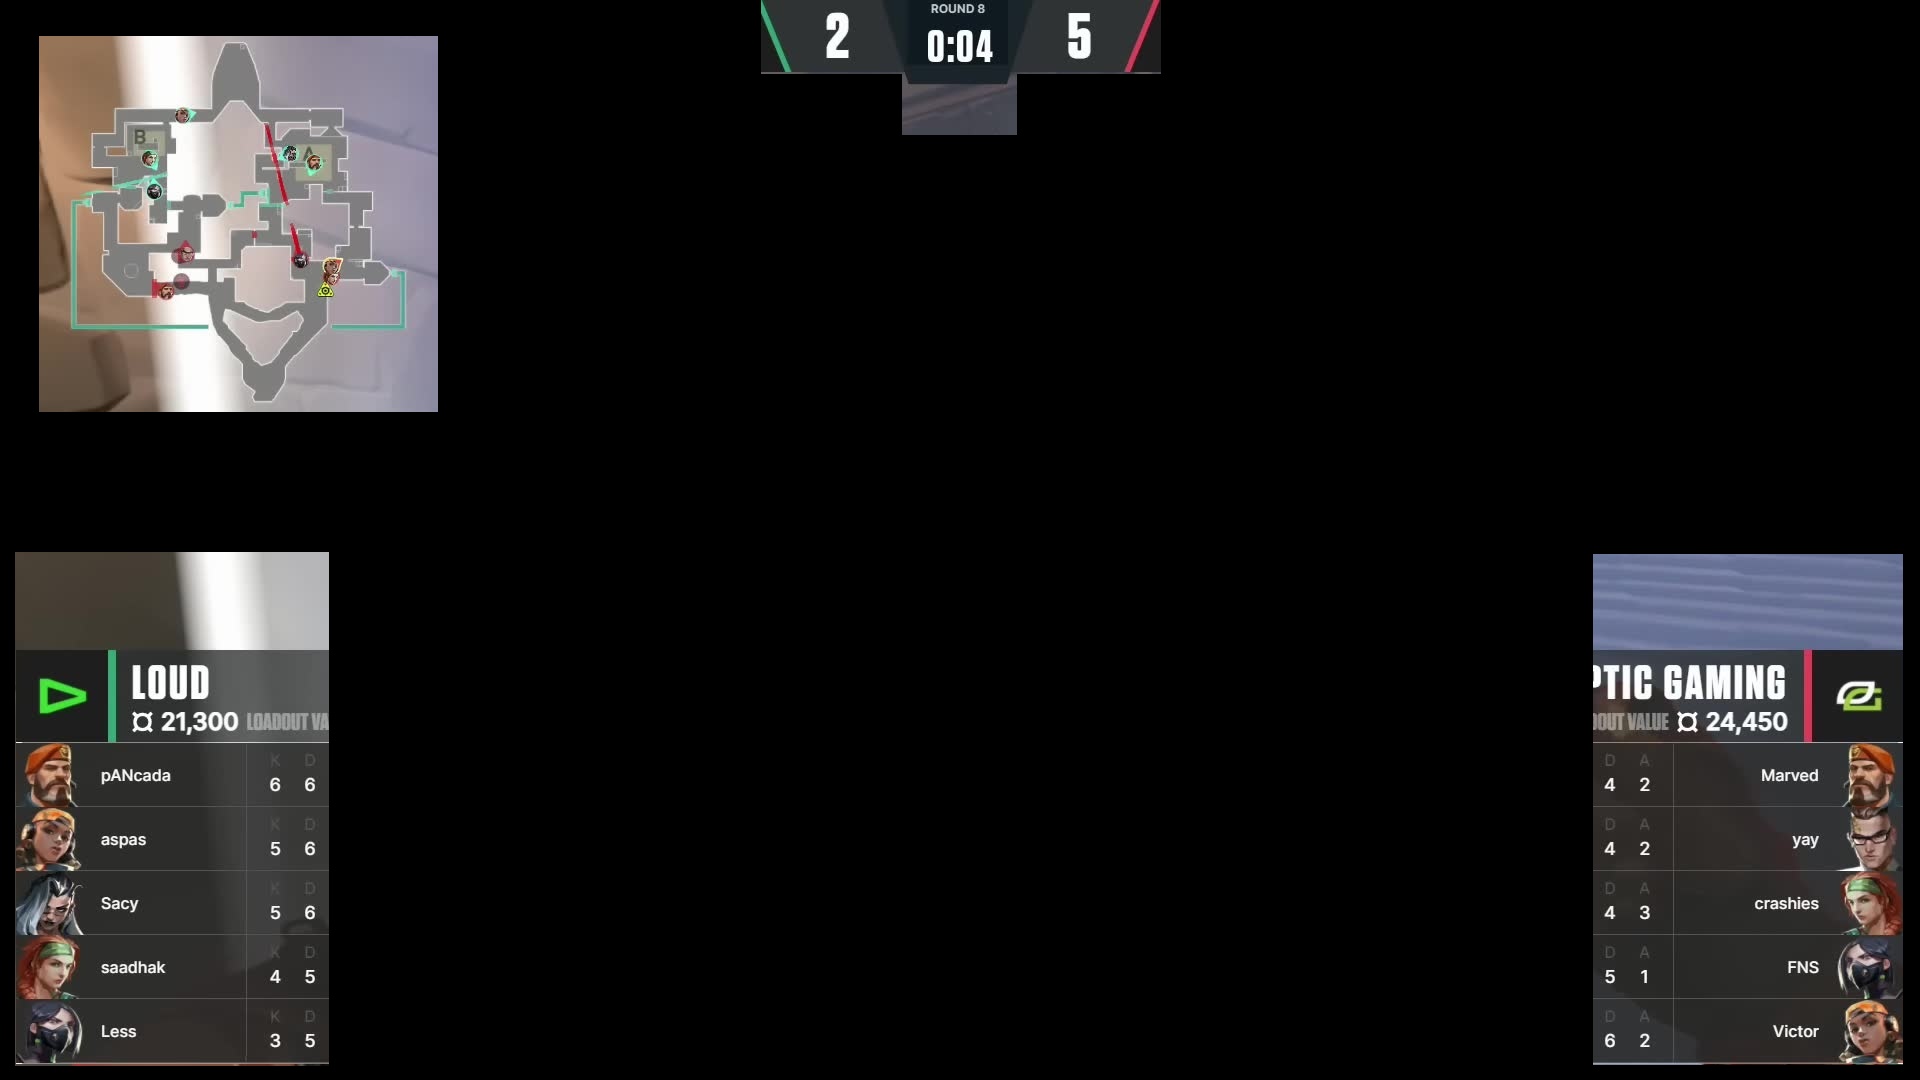 ROUND 8
2 0:04 5
B
A
LOUD
21,300 LOADOUT VA
K D
pANcada 6 6
K D
aspas 5 6
K D
Sacy 5 6
K D
saadhak 4 5
K D
Less 3 5
PTIC GAMING
OUT VALUE 24,450
D A
4 2 Marved
D A
4 2 yay
D A
4 3 crashies
D A
5 1 FNS
D A
6 2 Victor